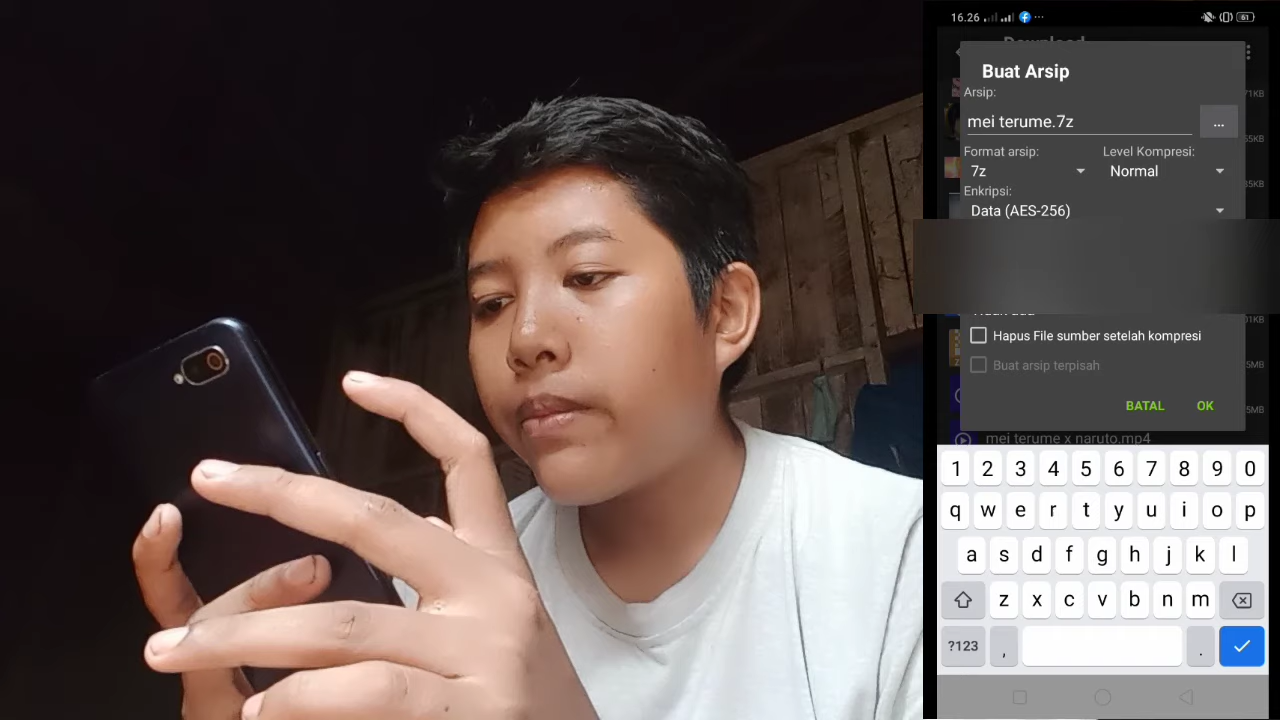 16.26
61
Download
Buat Arsip
Arsip:
mei terume.7z
...
Format arsip:
Level Kompresi:
7z
Normal
Enkripsi:
Data (AES-256)
Hapus File sumber setelah kompresi
Buat arsip terpisah
BATAL
OK
mei terume x naruto.mp4
1 2 3 4 5 6 7 8 9 0
q w e r t y u i o p
a s d f g h j k l
z x c v b n m
?123 , .